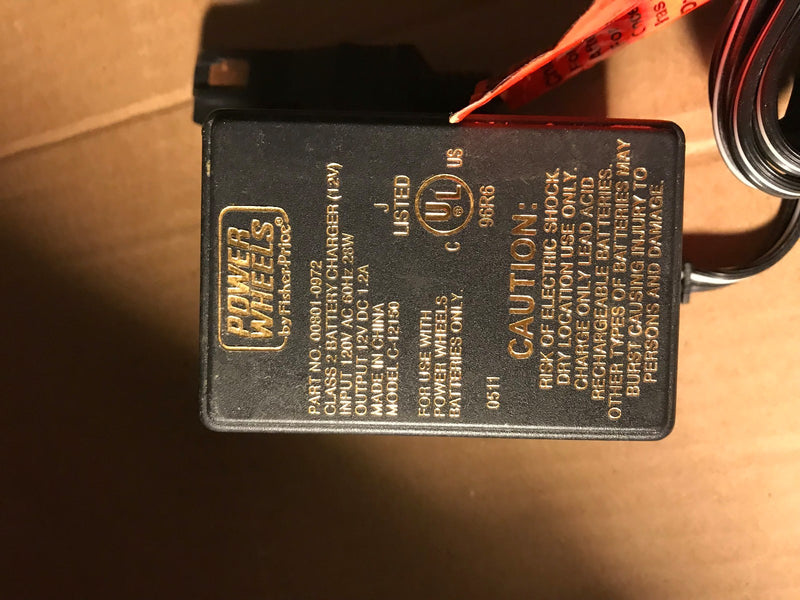 POWER
WHEELS
by Fisher-Price®
PART NO. 00801-0972
CLASS 2 BATTERY CHARGER (12V)
INPUT 120V AC 60Hz 28W
OUTPUT 12V DC 1.2A
MADE IN CHINA
MODEL C-12150
FOR USE WITH
POWER WHEELS
BATTERIES ONLY.
0511
J
LISTED
C UL® US
96R6
CAUTION:
RISK OF ELECTRIC SHOCK.
DRY LOCATION USE ONLY.
CHARGE ONLY LEAD ACID
RECHARGEABLE BATTERIES.
OTHER TYPES OF BATTERIES MAY
BURST CAUSING INJURY TO
PERSONS AND DAMAGE.